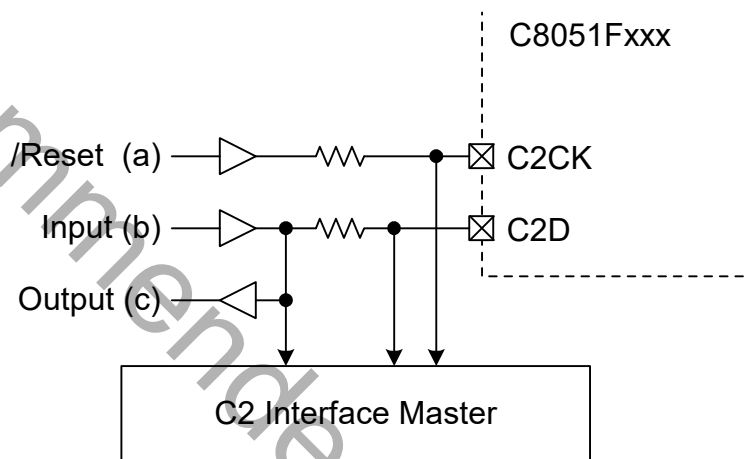 C8051Fxxx
/Reset (a)
C2CK
Input (b)
C2D
Output (c)
C2 Interface Master